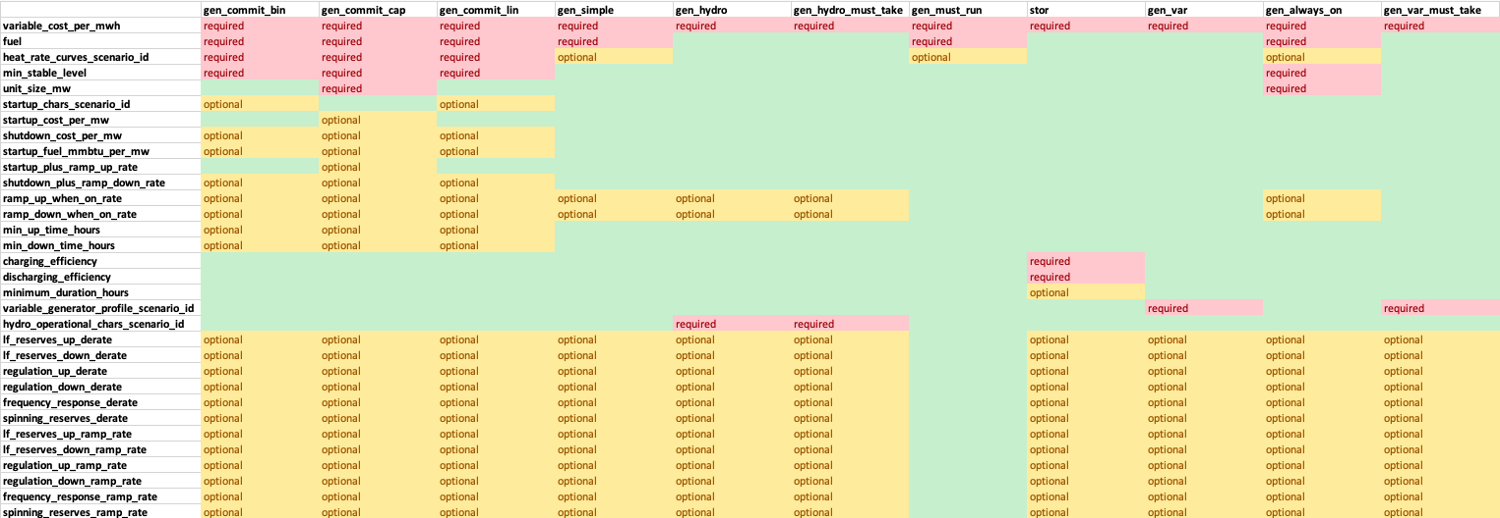 gen_commit_bin gen_commit_cap gen_commit_lin gen_simple gen_hydro gen_hydro_must_take gen_must_run stor gen_var gen_always_on gen_var_must_take
variable_cost_per_mwh required required required required required required required required required required required
fuel required required required required required required
heat_rate_curves_scenario_id required required required optional optional optional
min_stable_level required required required required
unit_size_mw required required
startup_chars_scenario_id optional optional
startup_cost_per_mw optional
shutdown_cost_per_mw optional optional optional
startup_fuel_mmbtu_per_mw optional optional optional
startup_plus_ramp_up_rate optional
shutdown_plus_ramp_down_rate optional optional optional
ramp_up_when_on_rate optional optional optional optional optional optional optional
ramp_down_when_on_rate optional optional optional optional optional optional optional
min_up_time_hours optional optional optional
min_down_time_hours optional optional optional
charging_efficiency required
discharging_efficiency required
minimum_duration_hours optional
variable_generator_profile_scenario_id required required
hydro_operational_chars_scenario_id required required
lf_reserves_up_derate optional optional optional optional optional optional optional optional optional optional
lf_reserves_down_derate optional optional optional optional optional optional optional optional optional optional
regulation_up_derate optional optional optional optional optional optional optional optional optional optional
regulation_down_derate optional optional optional optional optional optional optional optional optional optional
frequency_response_derate optional optional optional optional optional optional optional optional optional optional
spinning_reserves_derate optional optional optional optional optional optional optional optional optional optional
lf_reserves_up_ramp_rate optional optional optional optional optional optional optional optional optional optional
lf_reserves_down_ramp_rate optional optional optional optional optional optional optional optional optional optional
regulation_up_ramp_rate optional optional optional optional optional optional optional optional optional optional
regulation_down_ramp_rate optional optional optional optional optional optional optional optional optional optional
frequency_response_ramp_rate optional optional optional optional optional optional optional optional optional optional
spinning_reserves_ramp_rate optional optional optional optional optional optional optional optional optional optional